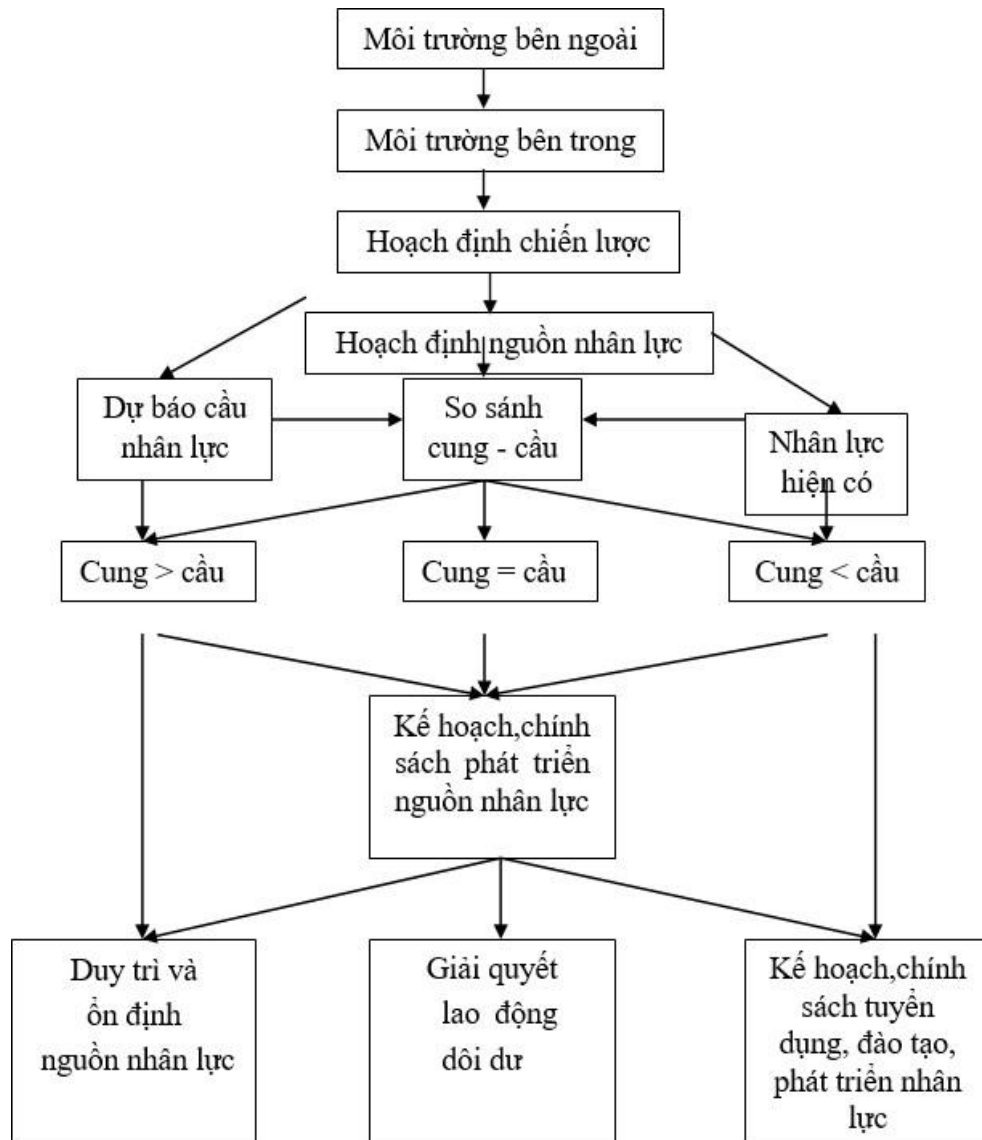 Môi trường bên ngoài
Môi trường bên trong
Hoạch định chiến lược
Hoạch định nguồn nhân lực
Dự báo cầu
nhân lực
So sánh
cung - cầu
Nhân lực
hiện có
Cung > cầu
Cung = cầu
Cung < cầu
Kế hoạch,chính
sách phát triển
nguồn nhân lực
Duy trì và
ổn định
nguồn nhân lực
Giải quyết
lao động
dôi dư
Kế hoạch,chính
sách tuyển
dụng, đào tạo,
phát triển nhân
lực